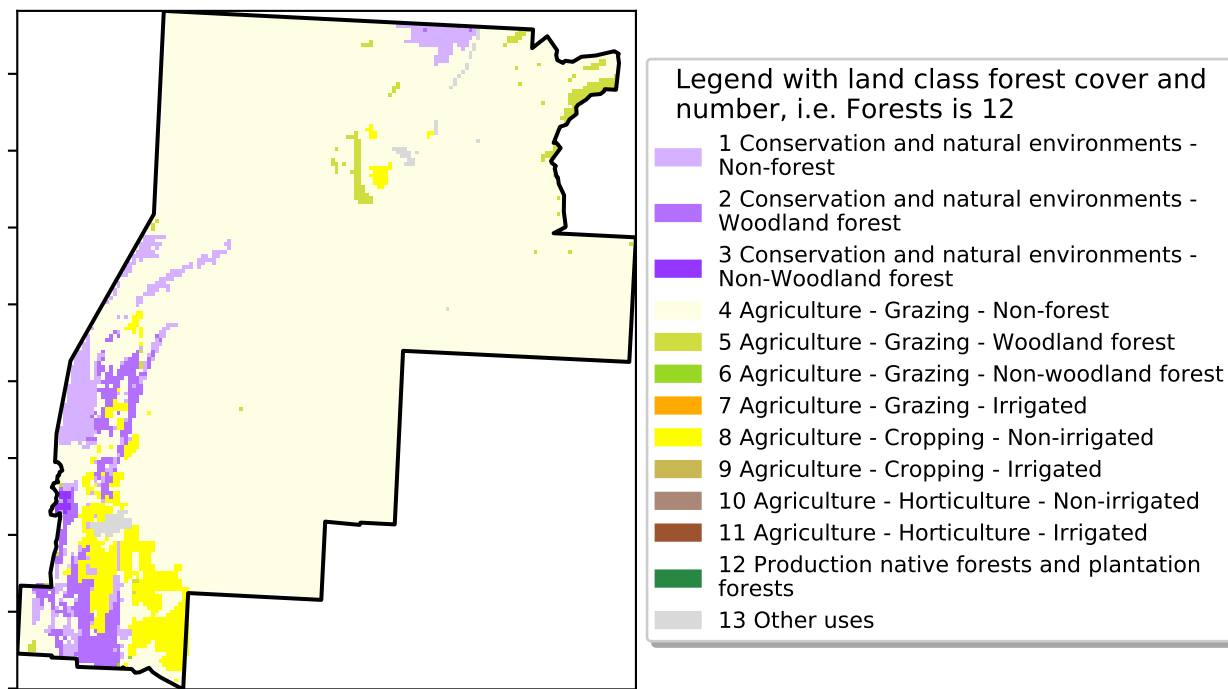 Legend with land class forest cover and
number, i.e. Forests is 12
1 Conservation and natural environments -
Non-forest
2 Conservation and natural environments -
Woodland forest
3 Conservation and natural environments -
Non-Woodland forest
4 Agriculture - Grazing - Non-forest
5 Agriculture - Grazing - Woodland forest
6 Agriculture - Grazing - Non-woodland forest
7 Agriculture - Grazing - Irrigated
8 Agriculture - Cropping - Non-irrigated
9 Agriculture - Cropping - Irrigated
10 Agriculture - Horticulture - Non-irrigated
11 Agriculture - Horticulture - Irrigated
12 Production native forests and plantation
forests
13 Other uses